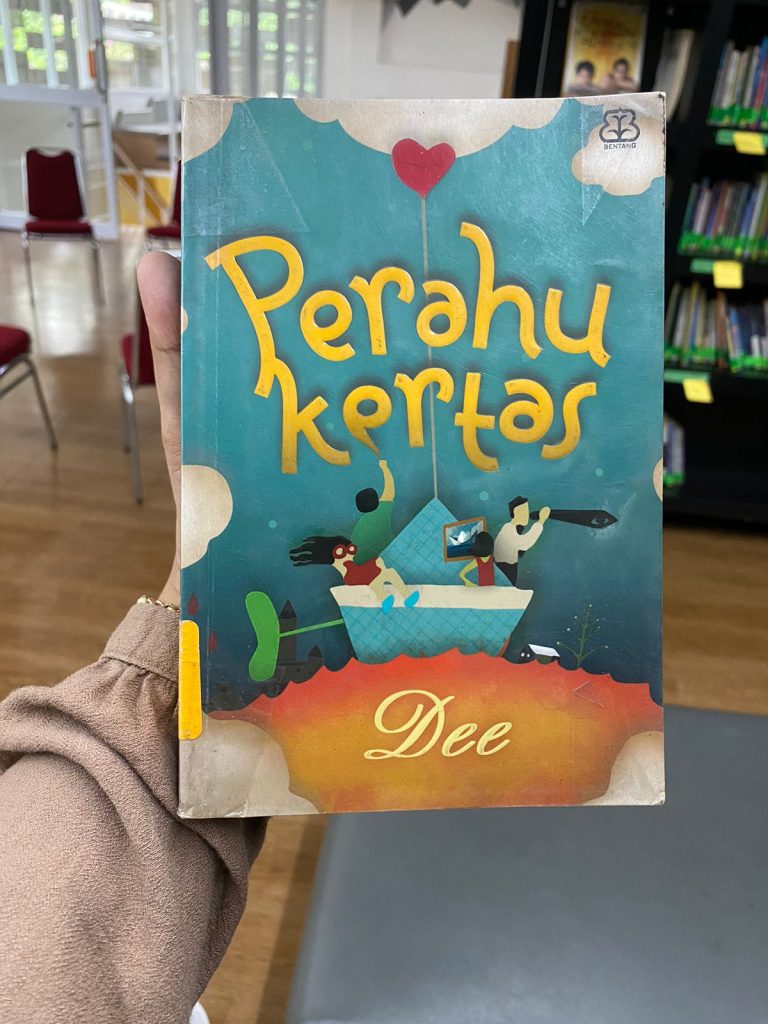 BENTANG
Perahu
kertas
Dee